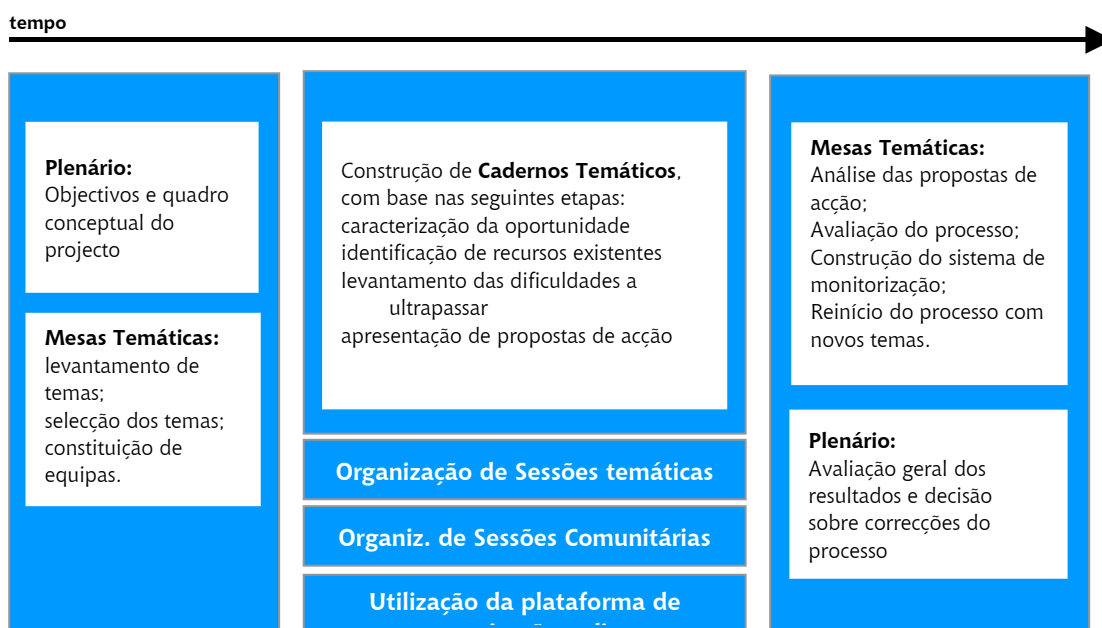 tempo
Plenário:
Objectivos e quadro
conceptual do
projecto
Mesas Temáticas:
levantamento de
temas;
selecção dos temas;
constituição de
equipas.
Construção de Cadernos Temáticos,
com base nas seguintes etapas:
caracterização da oportunidade
identificação de recursos existentes
levantamento das dificuldades a
ultrapassar
apresentação de propostas de acção
Organização de Sessões temáticas
Organiz. de Sessões Comunitárias
Utilização da plataforma de
Mesas Temáticas:
Análise das propostas de
acção;
Avaliação do processo;
Construção do sistema de
monitorização;
Reinício do processo com
novos temas.
Plenário:
Avaliação geral dos
resultados e decisão
sobre correcções do
processo